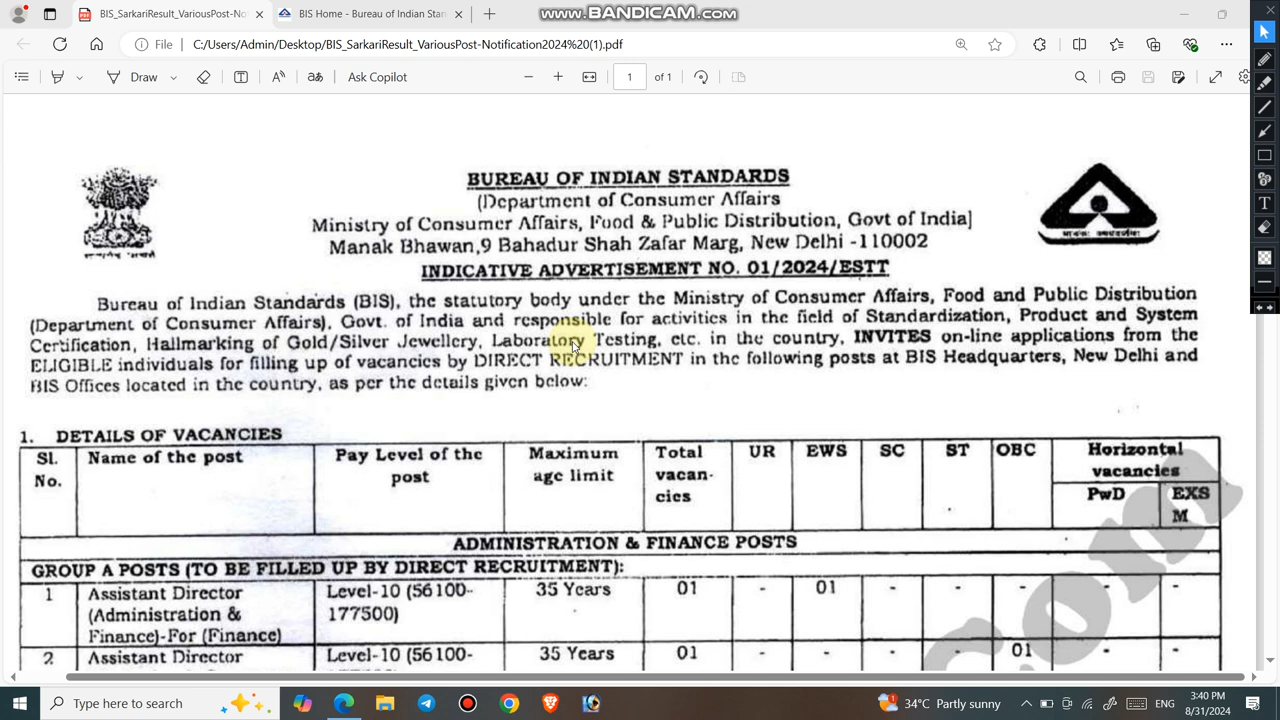 BIS_SarkariResult_VariousPost-Not
BIS Home - Bureau of Indian Stan
WWW.BANDICAM.COM
File
C:/Users/Admin/Desktop/BIS_SarkariResult_VariousPost-Notification2024%20(1).pdf
Draw
Ask Copilot
1 of 1
BUREAU OF INDIAN STANDARDS
(Department of Consumer Affairs
Ministry of Consumer Affairs, Food & Public Distribution, Govt of India]
Manak Bhawan,9 Bahadur Shah Zafar Marg, New Delhi -110002
INDICATIVE ADVERTISEMENT NO. 01/2024/ESTT
Bureau of Indian Standards (BIS), the statutory body under the Ministry of Consumer Affairs, Food and Public Distribution
(Department of Consumer Affairs), Govt. of India and responsible for activities in the field of Standardization, Product and System
Certification, Hallmarking of Gold/Silver Jewellery, Laboratory Testing, etc. in the country, INVITES on-line applications from the
ELIGIBLE individuals for filling up of vacancies by DIRECT RECRUITMENT in the following posts at BIS Headquarters, New Delhi and
BIS Offices located in the country, as per the details given below:
1. DETAILS OF VACANCIES
Sl. No. Name of the post Pay Level of the post Maximum age limit Total vacan-cies UR EWS SC ST OBC Horizontal vacancies
PwD EXSM
ADMINISTRATION & FINANCE POSTS
GROUP A POSTS (TO BE FILLED UP BY DIRECT RECRUITMENT):
1 Assistant Director Level-10 (56100- 35 Years 01 - 01 - - - - -
(Administration & 177500)
Finance)-For (Finance)
2 Assistant Director Level-10 (56100- 35 Years 01 - - - - 01 - -
com
Type here to search
34°C Partly sunny
ENG
3:40 PM
8/31/2024